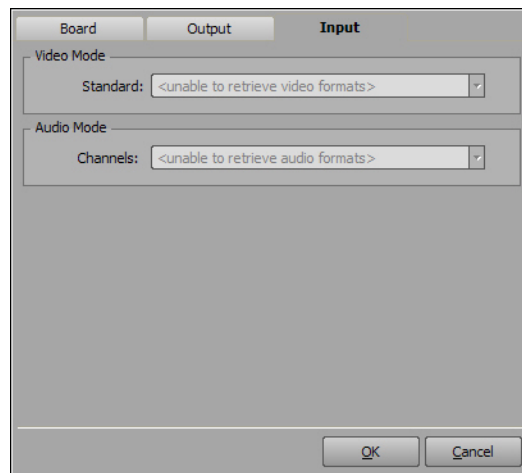 Board Output Input
Video Mode
Standard: <unable to retrieve video formats>
Audio Mode
Channels: <unable to retrieve audio formats>
OK Cancel